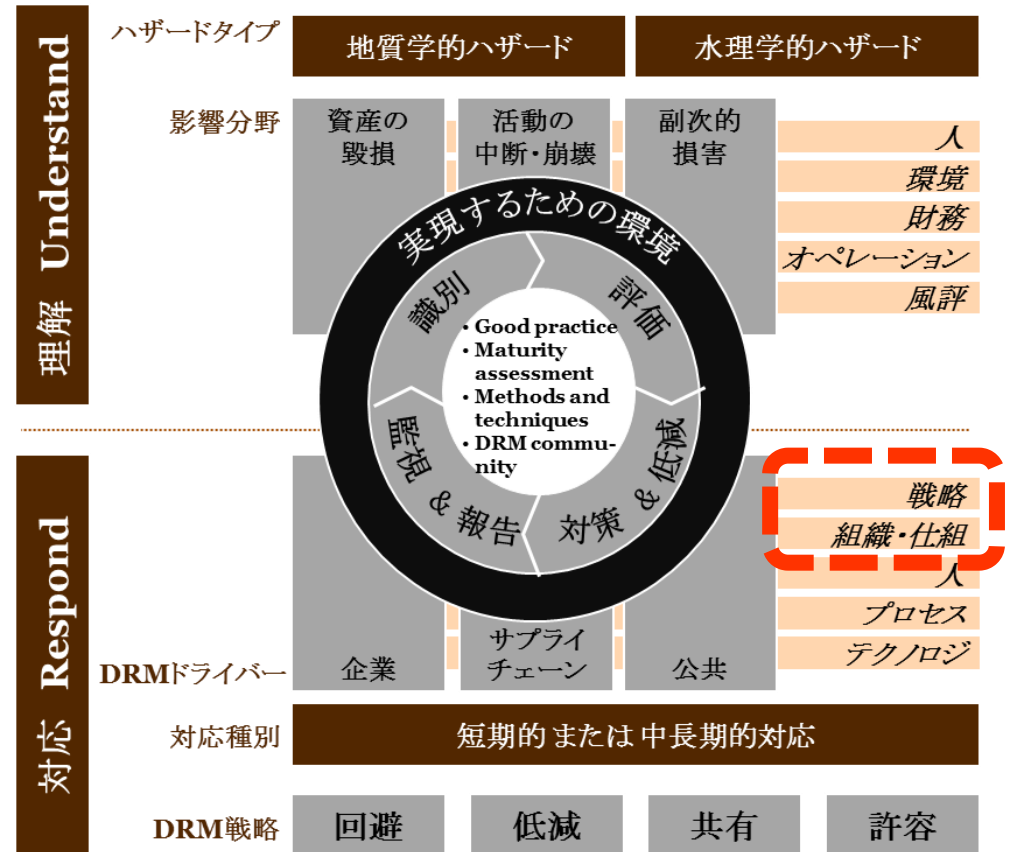 理解 Understand
ハザードタイプ
地質学的ハザード
水理学的ハザード
影響分野
資産の
毀損
活動の
中断・崩壊
副次的
損害
人
環境
財務
オペレーション
風評
実現するための環境
識別
評価
• Good practice
• Maturity
assessment
• Methods and
techniques
• DRM commu-
nity
監視 & 報告
対策 & 低減
対応 Respond
戦略
組織・仕組
人
プロセス
テクノロジ
DRMドライバー
企業
サプライ
チェーン
公共
対応種別
短期的 または 中長期的対応
DRM戦略
回避
低減
共有
許容